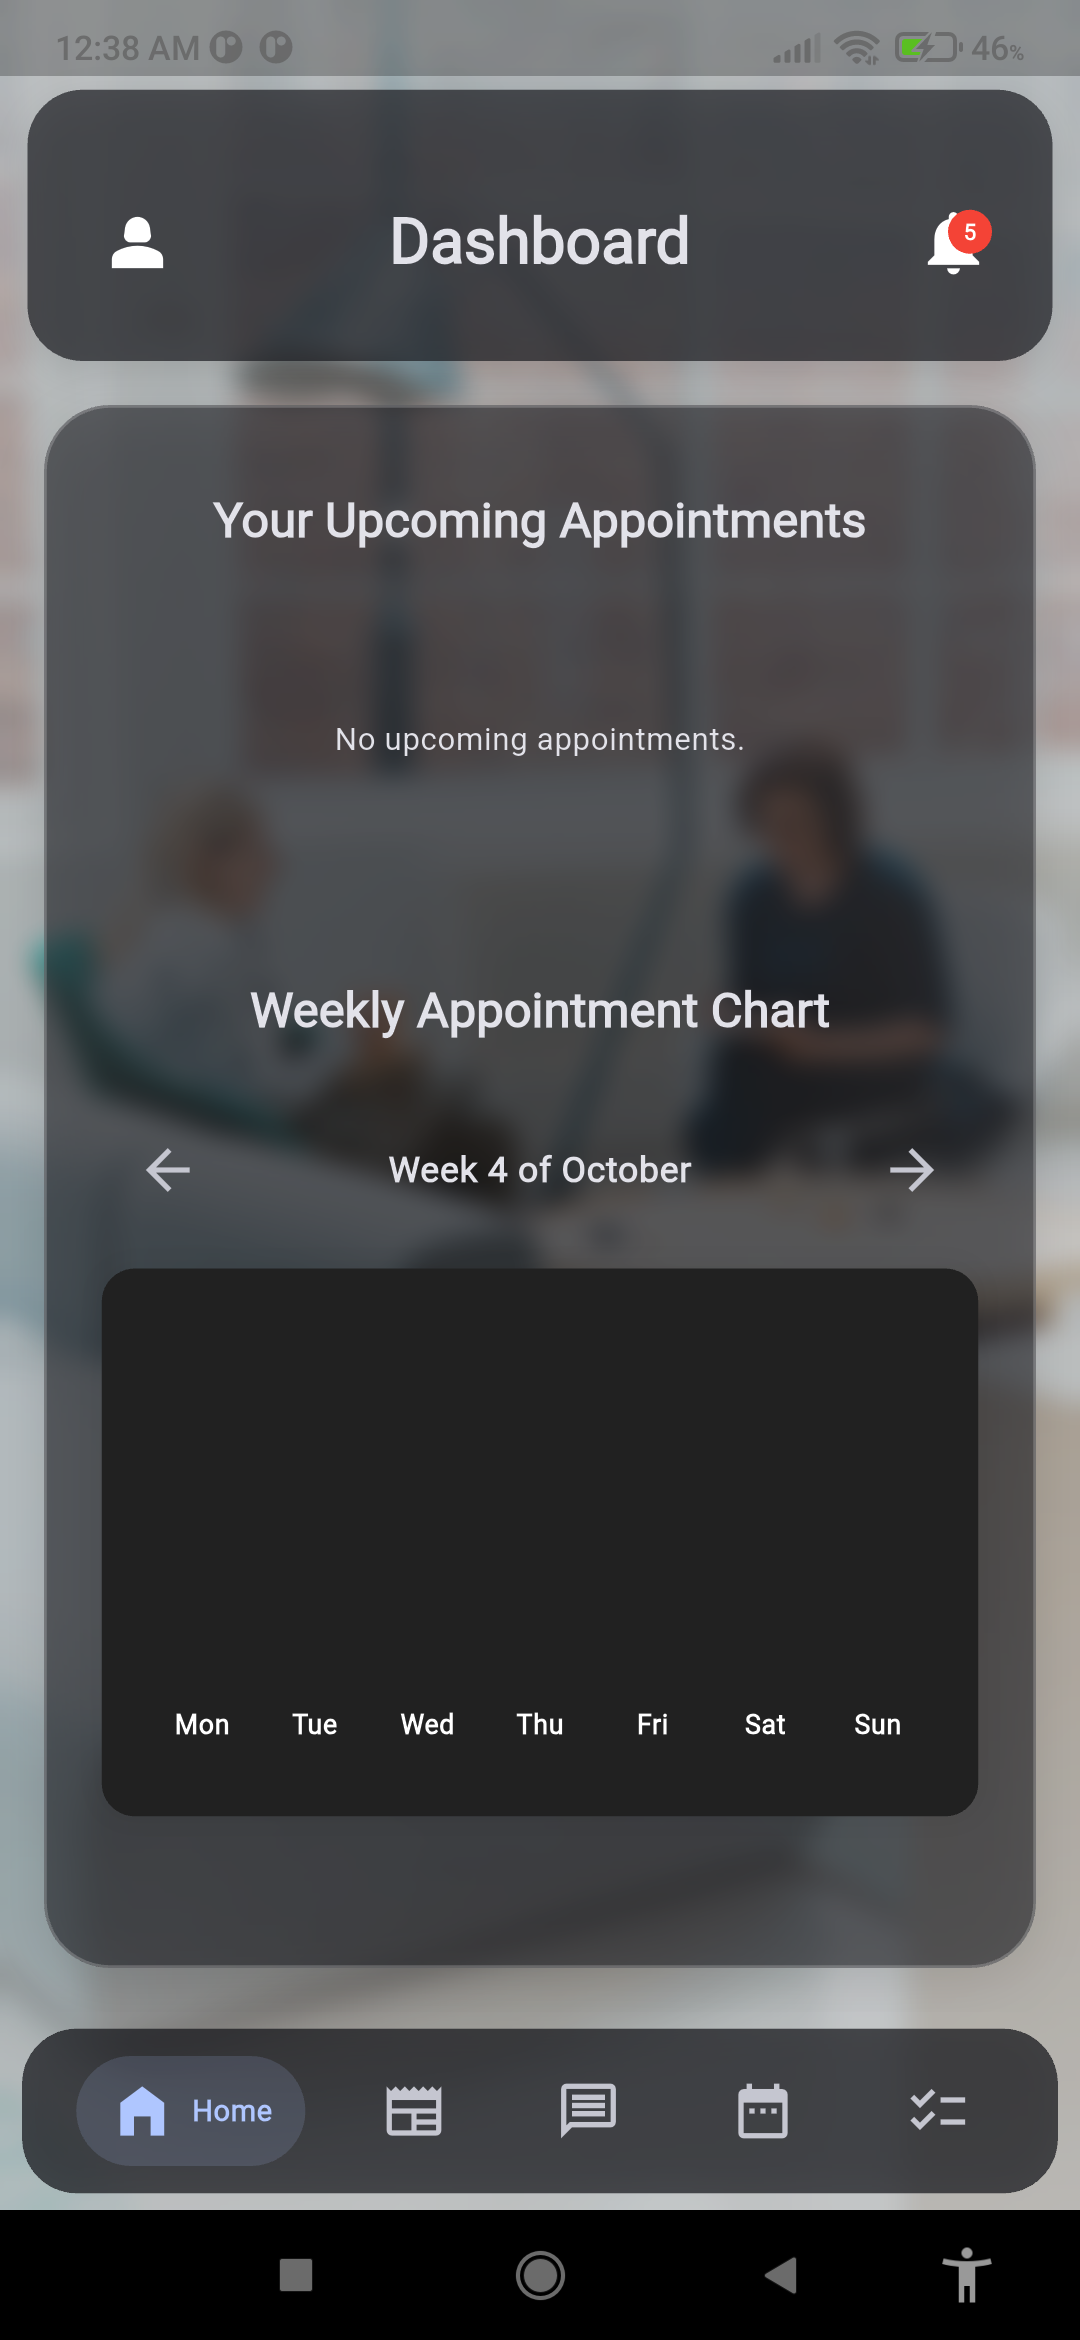 12:38 AM 46%
Dashboard
5
Your Upcoming Appointments
No upcoming appointments.
Weekly Appointment Chart
Week 4 of October
Mon Tue Wed Thu Fri Sat Sun
Home